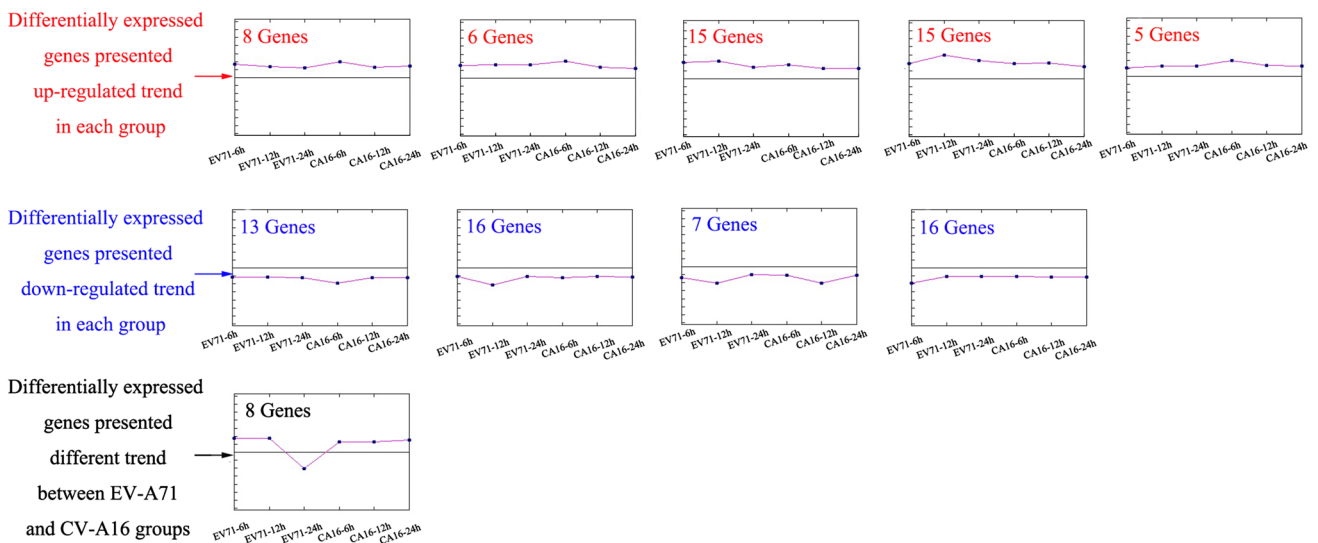 Differentially expressed
genes presented
up-regulated trend
in each group
8 Genes
EV71-6h
EV71-12h
EV71-24h
CA16-6h
CA16-12h
CA16-24h
6 Genes
EV71-6h
EV71-12h
EV71-24h
CA16-6h
CA16-12h
CA16-24h
15 Genes
EV71-6h
EV71-12h
EV71-24h
CA16-6h
CA16-12h
CA16-24h
15 Genes
EV71-6h
EV71-12h
EV71-24h
CA16-6h
CA16-12h
CA16-24h
5 Genes
EV71-6h
EV71-12h
EV71-24h
CA16-6h
CA16-12h
CA16-24h
Differentially expressed
genes presented
down-regulated trend
in each group
13 Genes
EV71-6h
EV71-12h
EV71-24h
CA16-6h
CA16-12h
CA16-24h
16 Genes
EV71-6h
EV71-12h
EV71-24h
CA16-6h
CA16-12h
CA16-24h
7 Genes
EV71-6h
EV71-12h
EV71-24h
CA16-6h
CA16-12h
CA16-24h
16 Genes
EV71-6h
EV71-12h
EV71-24h
CA16-6h
CA16-12h
CA16-24h
Differentially expressed
genes presented
different trend
between EV-A71
and CV-A16 groups
8 Genes
EV71-6h
EV71-12h
EV71-24h
CA16-6h
CA16-12h
CA16-24h